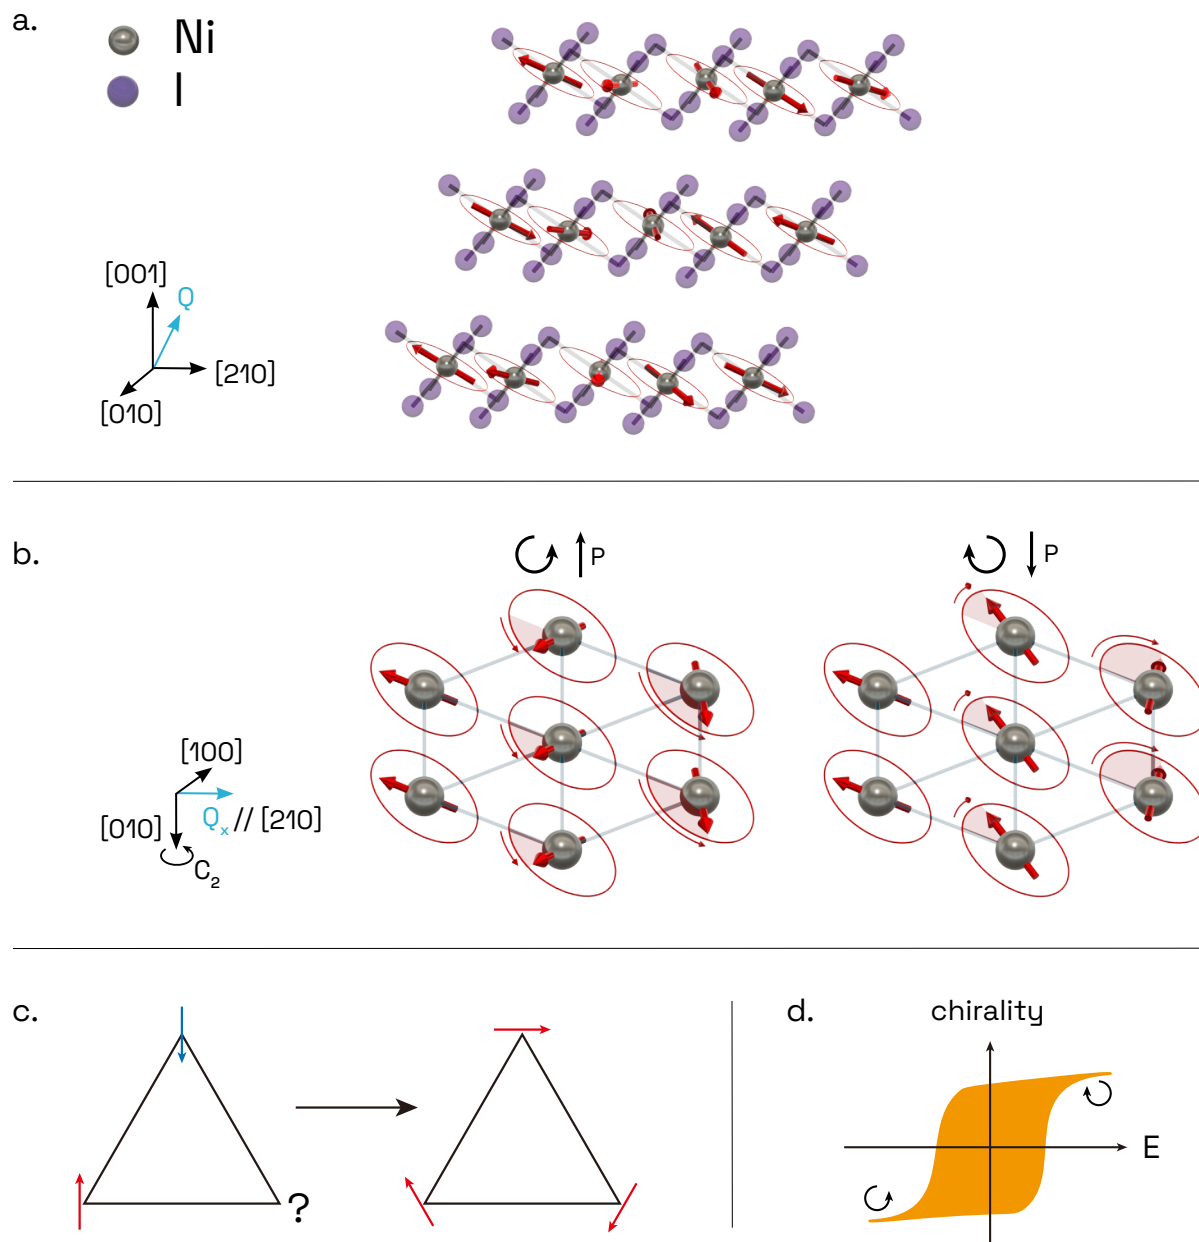 a.
Ni
I
[001]
Q
[210]
[010]
b.
P
P
[100]
[010]
Qx // [210]
C2
c.
?
d.
chirality
E